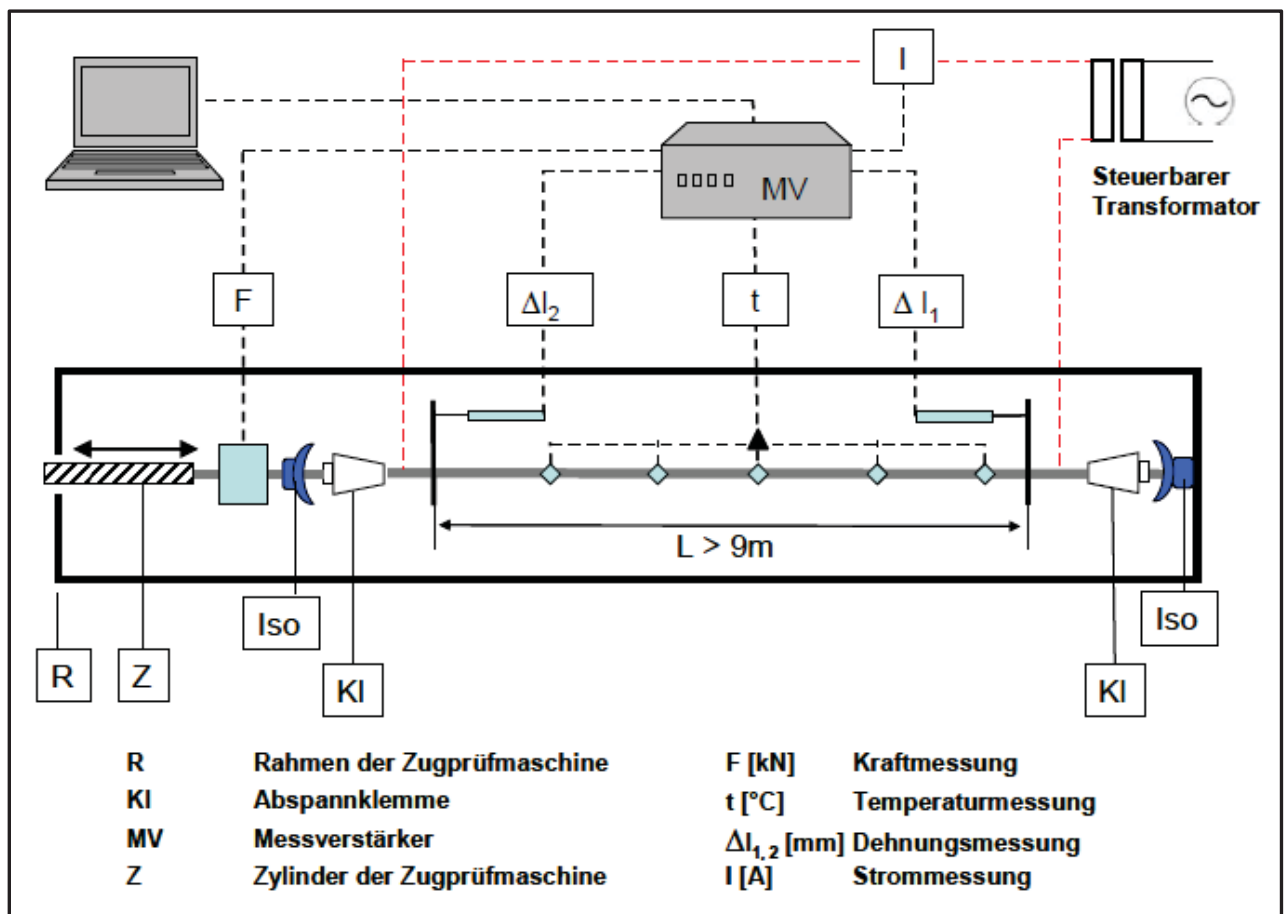 I
MV
Steuerbarer
Transformator
F
Δl₂
t
Δ l₁
L > 9m
Iso
Iso
R
Z
Kl
Kl
R Rahmen der Zugprüfmaschine
Kl Abspannklemme
MV Messverstärker
Z Zylinder der Zugprüfmaschine
F [kN] Kraftmessung
t [°C] Temperaturmessung
Δl₁,₂ [mm] Dehnungsmessung
I [A] Strommessung